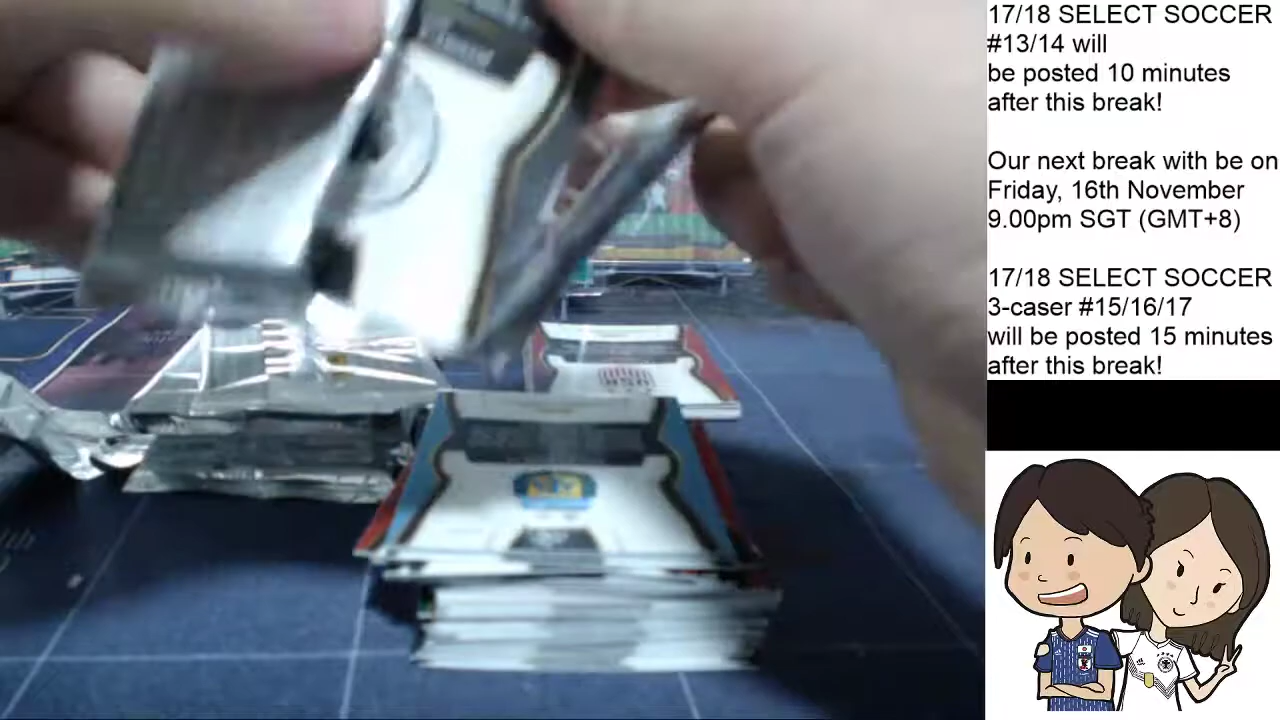 17/18 SELECT SOCCER
#13/14 will
be posted 10 minutes
after this break!
Our next break with be on
Friday, 16th November
9.00pm SGT (GMT+8)
17/18 SELECT SOCCER
3-caser #15/16/17
will be posted 15 minutes
after this break!